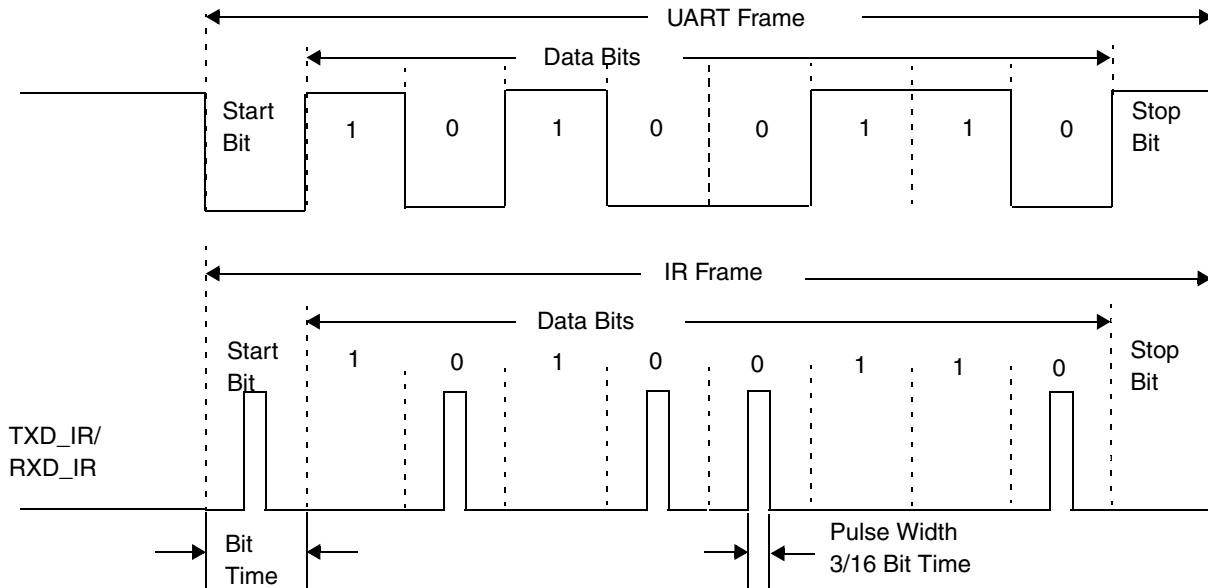 UART Frame
Data Bits
Start
Bit
1 0 1 0 0 1 1 0
Stop
Bit
IR Frame
Data Bits
Start
Bit
1 0 1 0 0 1 1 0
Stop
Bit
TXD_IR/
RXD_IR
Bit
Time
Pulse Width
3/16 Bit Time